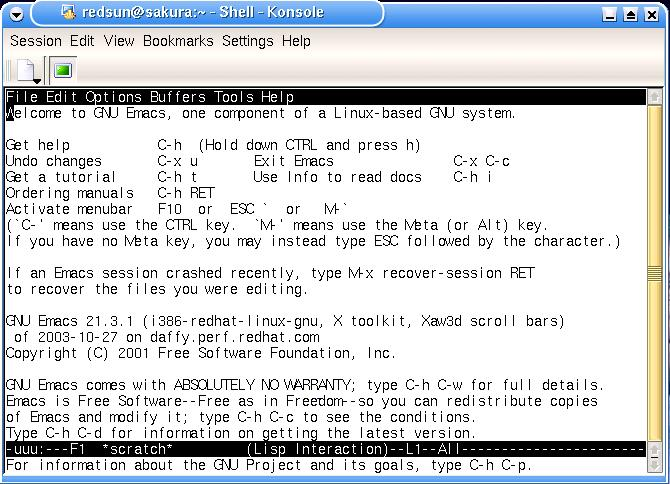 redsun@sakura:~ - Shell - Konsole
Session Edit View Bookmarks Settings Help
File Edit Options Buffers Tools Help
Welcome to GNU Emacs, one component of a Linux-based GNU system.
Get help C-h (Hold down CTRL and press h)
Undo changes C-x u Exit Emacs C-x C-c
Get a tutorial C-h t Use Info to read docs C-h i
Ordering manuals C-h RET
Activate menubar F10 or ESC ` or M-`
(`C-' means use the CTRL key. `M-' means use the Meta (or Alt) key.
If you have no Meta key, you may instead type ESC followed by the character.)
If an Emacs session crashed recently, type M-x recover-session RET
to recover the files you were editing.
GNU Emacs 21.3.1 (i386-redhat-linux-gnu, X toolkit, Xaw3d scroll bars)
of 2003-10-27 on daffy.perf.redhat.com
Copyright (C) 2001 Free Software Foundation, Inc.
GNU Emacs comes with ABSOLUTELY NO WARRANTY; type C-h C-w for full details.
Emacs is Free Software--Free as in Freedom--so you can redistribute copies
of Emacs and modify it; type C-h C-c to see the conditions.
Type C-h C-d for information on getting the latest version.
-uuu:---F1 *scratch* (Lisp Interaction)--L1--All-----------------------
For information about the GNU Project and its goals, type C-h C-p.